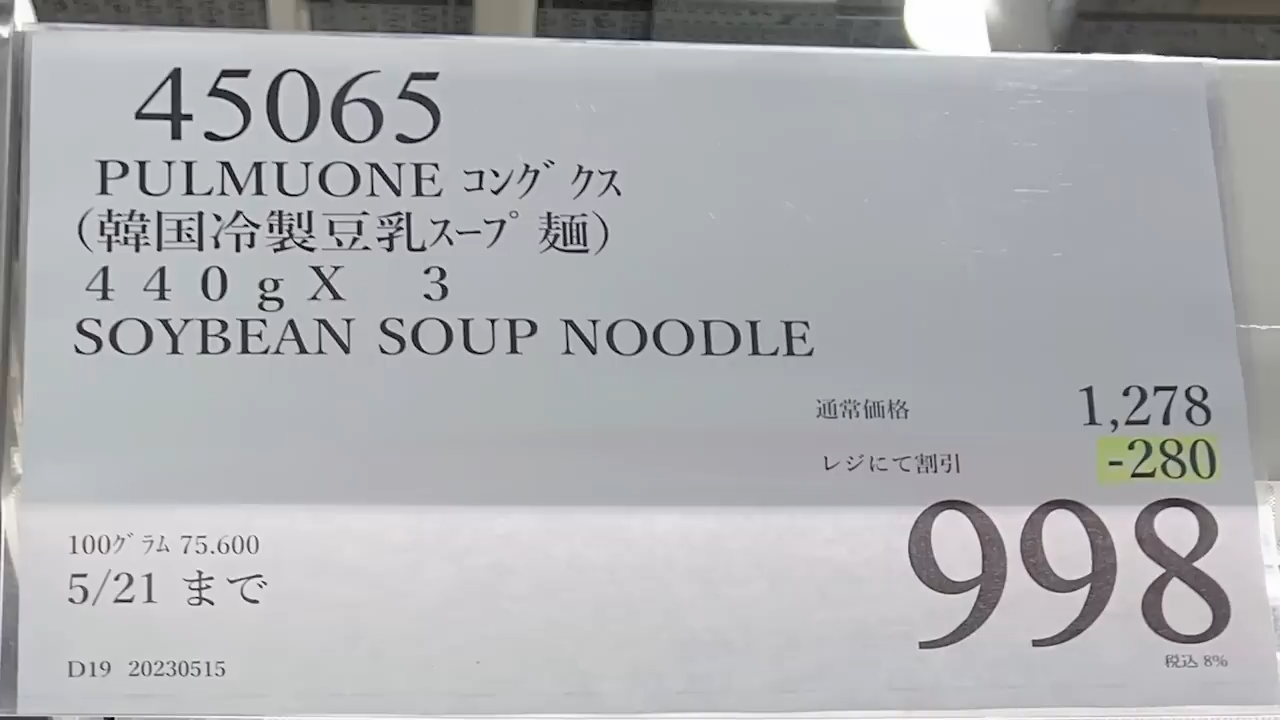 45065
PULMUONE コングクス
(韓国冷製豆乳スープ 麺)
440gX 3
SOYBEAN SOUP NOODLE
通常価格 1,278
レジにて割引 -280
998
税込 8%
100グラム 75.600
5/21 まで
D19 20230515